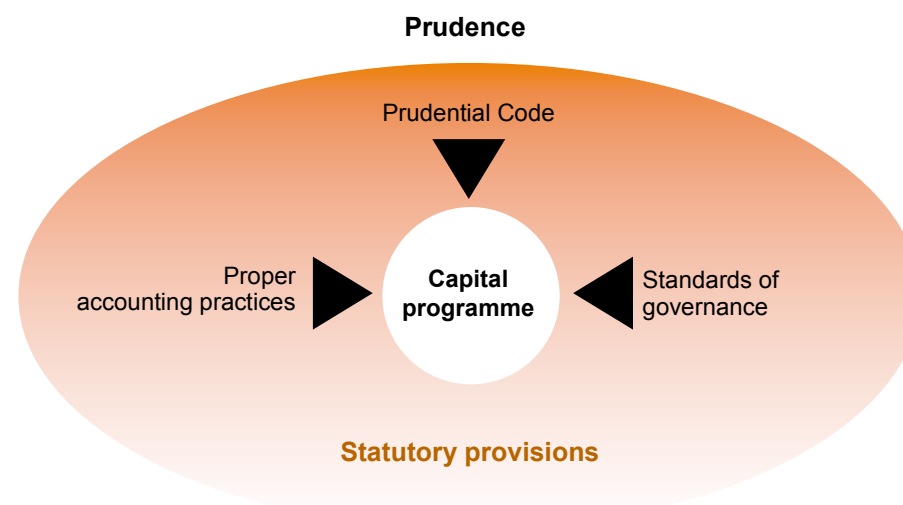 Prudence
Prudential Code
Proper
accounting practices
Capital
programme
Standards of
governance
Statutory provisions